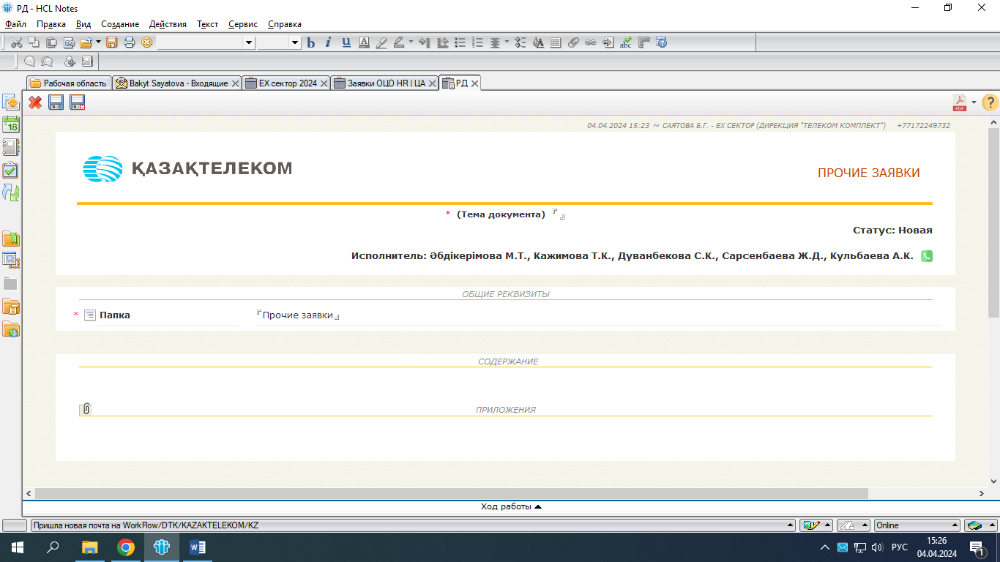 РД - HCL Notes
Файл Правка Вид Создание Действия Текст Сервис Справка
b i u A
abc
Рабочая область Bakyt Sayatova - Входящие EX сектор 2024 Заявки ОЦО HR | ЦА РД
PDF ?
18
04.04.2024 15:23 ~ САЯТОВА Б.Г. - EX СЕКТОР (ДИРЕКЦИЯ "ТЕЛЕКОМ КОМПЛЕКТ") +77172249732
ҚАЗАҚТЕЛЕКОМ
ПРОЧИЕ ЗАЯВКИ
* (Тема документа)
Статус: Новая
Исполнитель: Әбдікерімова М.Т., Кажимова Т.К., Дуванбекова С.К., Сарсенбаева Ж.Д., Кульбаева А.К.
ОБЩИЕ РЕКВИЗИТЫ
* Папка Прочие заявки
СОДЕРЖАНИЕ
ПРИЛОЖЕНИЯ
Ход работы
Пришла новая почта на WorkFlow/DTK/KAZAKTELEKOM/KZ Online
15:26
РУС
04.04.2024
1